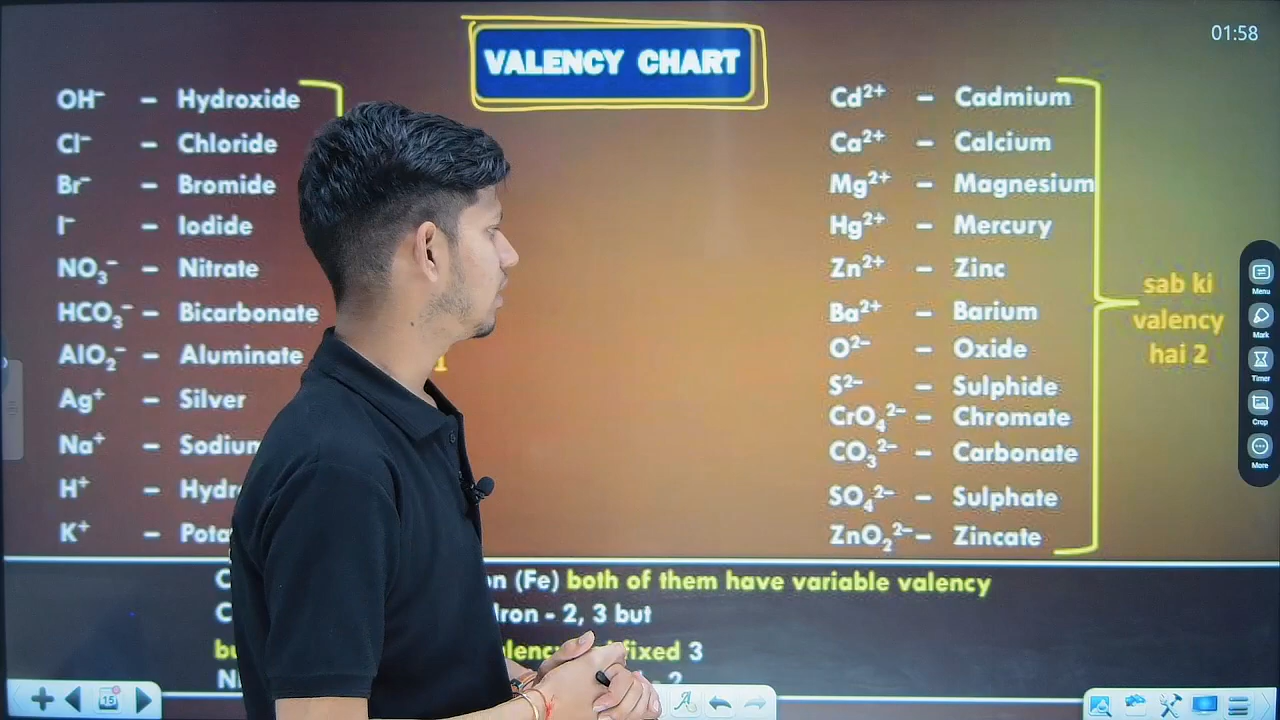 VALENCY CHART
01:58
OH⁻ – Hydroxide
Cl⁻ – Chloride
Br⁻ – Bromide
I⁻ – Iodide
NO₃⁻ – Nitrate
HCO₃⁻ – Bicarbonate
AlO₂⁻ – Aluminate
Ag⁺ – Silver
Na⁺ – Sodium
H⁺ –
K⁺ –
1
Cd²⁺ – Cadmium
Ca²⁺ – Calcium
Mg²⁺ – Magnesium
Hg²⁺ – Mercury
Zn²⁺ – Zinc
Ba²⁺ – Barium
O²⁻ – Oxide
S²⁻ – Sulphide
CrO₄²⁻ – Chromate
CO₃²⁻ – Carbonate
SO₄²⁻ – Sulphate
ZnO₂²⁻ – Zincate
sab ki
valency
hai 2
(Fe) both of them have variable valency
Iron - 2, 3 but
fixed 3
2
Menu
Mark
Timer
Crop
More
15